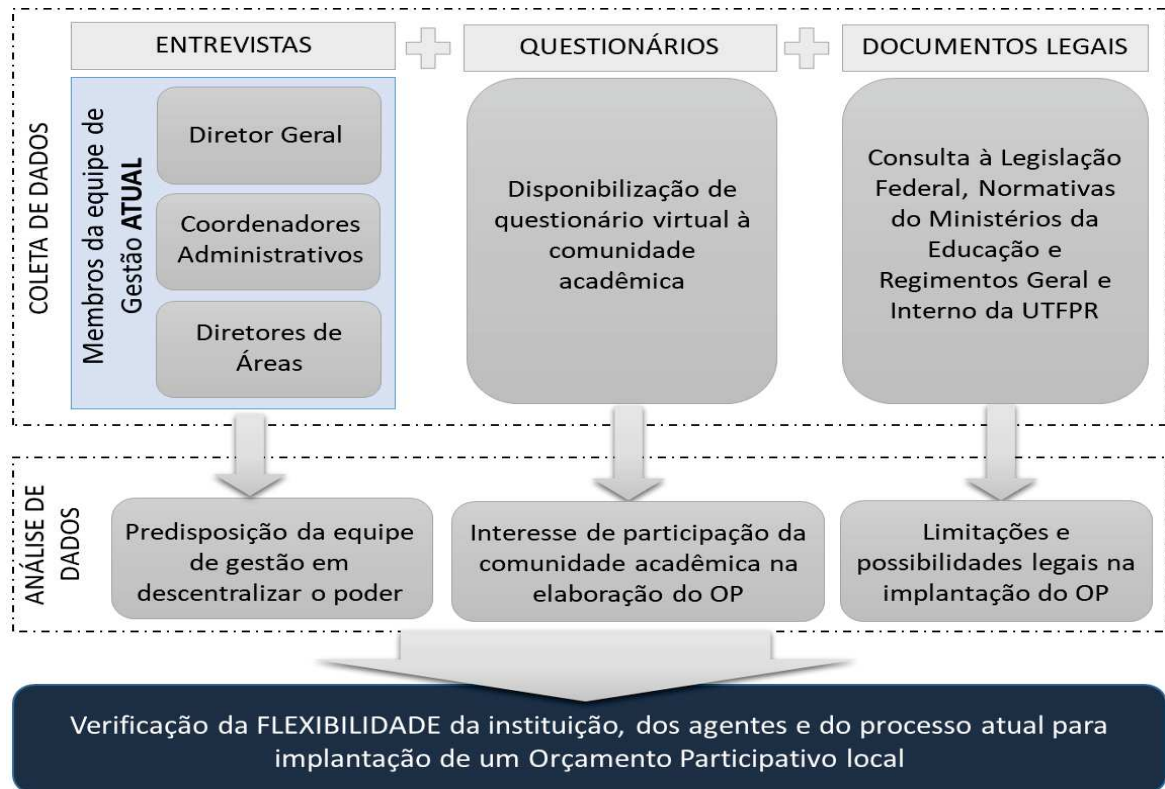 ENTREVISTAS
QUESTIONÁRIOS
DOCUMENTOS LEGAIS
COLETA DE DADOS
Membros da equipe de
Gestão ATUAL
Diretor Geral
Coordenadores
Administrativos
Diretores de
Áreas
Disponibilização de
questionário virtual à
comunidade
acadêmica
Consulta à Legislação
Federal, Normativas
do Ministérios da
Educação e
Regimentos Geral e
Interno da UTFPR
ANÁLISE DE
DADOS
Predisposição da equipe
de gestão em
descentralizar o poder
Interesse de participação da
comunidade acadêmica na
elaboração do OP
Limitações e
possibilidades legais na
implantação do OP
Verificação da FLEXIBILIDADE da instituição, dos agentes e do processo atual para
implantação de um Orçamento Participativo local